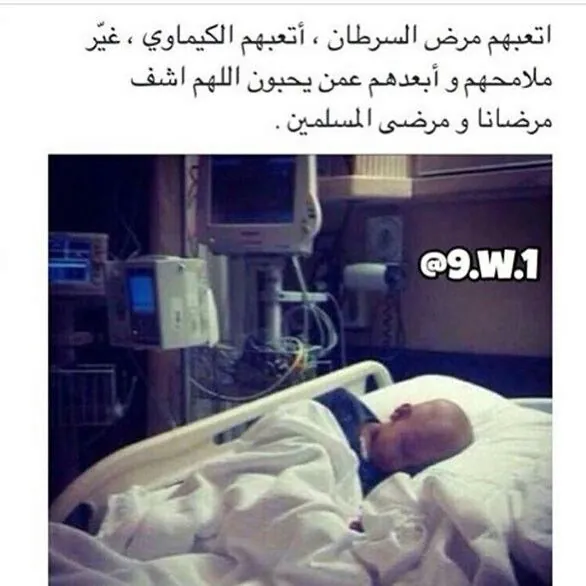 اتعبهم مرض السرطان ، أتعبهم الكيماوي ، غيّر
ملامحهم و أبعدهم عمن يحبون اللهم اشف
مرضانا و مرضى المسلمين .
@9.W.1